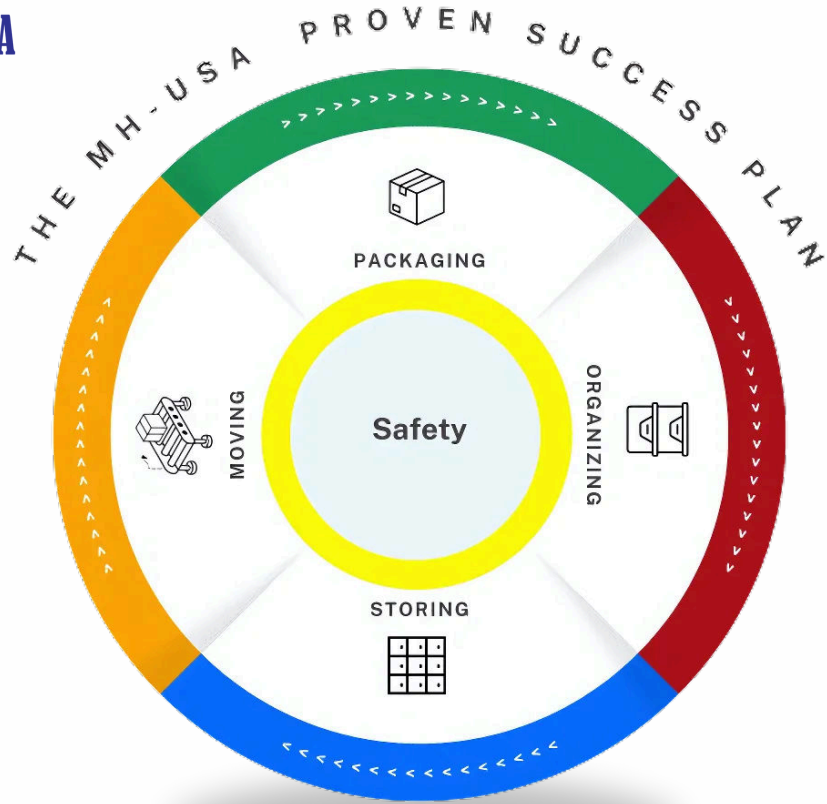 A
THE MH-USA PROVEN SUCCESS PLAN
PACKAGING
MOVING
Safety
ORGANIZING
STORING